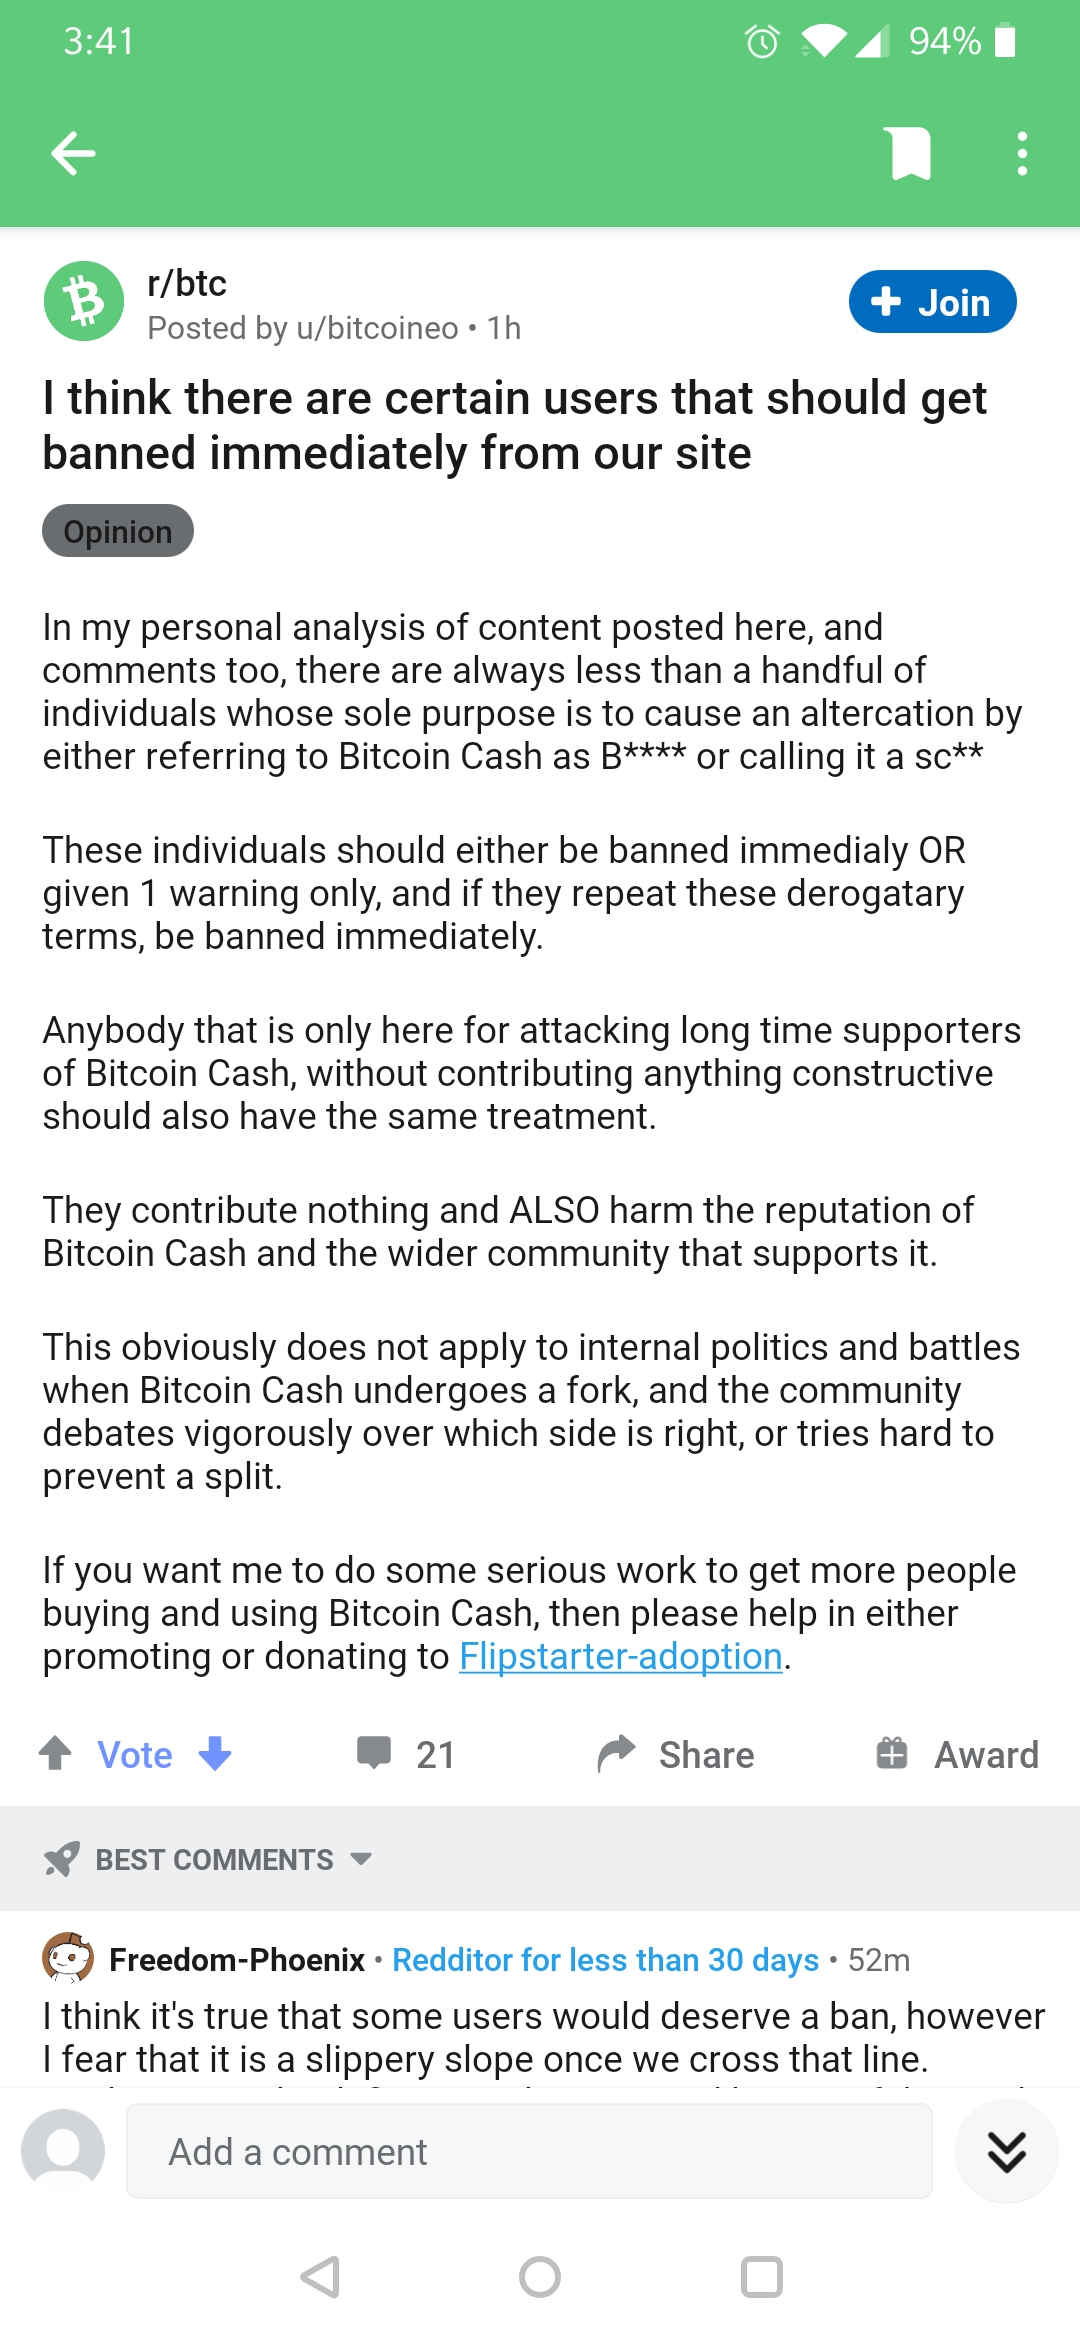 3:41
94%
r/btc
Posted by u/bitcoineo • 1h
Join
I think there are certain users that should get
banned immediately from our site
Opinion
In my personal analysis of content posted here, and
comments too, there are always less than a handful of
individuals whose sole purpose is to cause an altercation by
either referring to Bitcoin Cash as B**** or calling it a sc**
These individuals should either be banned immedialy OR
given 1 warning only, and if they repeat these derogatary
terms, be banned immediately.
Anybody that is only here for attacking long time supporters
of Bitcoin Cash, without contributing anything constructive
should also have the same treatment.
They contribute nothing and ALSO harm the reputation of
Bitcoin Cash and the wider community that supports it.
This obviously does not apply to internal politics and battles
when Bitcoin Cash undergoes a fork, and the community
debates vigorously over which side is right, or tries hard to
prevent a split.
If you want me to do some serious work to get more people
buying and using Bitcoin Cash, then please help in either
promoting or donating to Flipstarter-adoption.
Vote 21 Share Award
BEST COMMENTS
Freedom-Phoenix • Redditor for less than 30 days • 52m
I think it's true that some users would deserve a ban, however
I fear that it is a slippery slope once we cross that line.
Add a comment